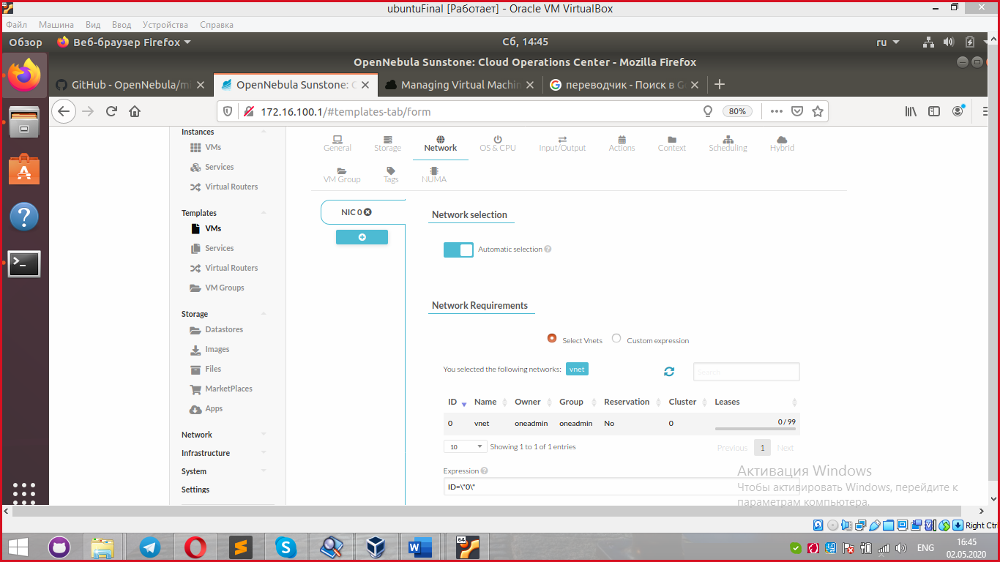 ubuntuFinal [Работает] - Oracle VM VirtualBox
Файл Машина Вид Ввод Устройства Справка
Обзор Веб-браузер Firefox Сб, 14:45 ru
OpenNebula Sunstone: Cloud Operations Center - Mozilla Firefox
GitHub - OpenNebula/mi OpenNebula Sunstone: C Managing Virtual Machin переводчик - Поиск в G
172.16.100.1/#templates-tab/form 80%
Instances
VMs
Services
Virtual Routers
Templates
VMs
Services
Virtual Routers
VM Groups
Storage
Datastores
Images
Files
MarketPlaces
Apps
Network
Infrastructure
System
Settings
General Storage Network OS & CPU Input/Output Actions Context Scheduling Hybrid
VM Group Tags NUMA
NIC 0
Network selection
Automatic selection
Network Requirements
Select Vnets Custom expression
You selected the following networks: vnet Search
ID Name Owner Group Reservation Cluster Leases
0 vnet oneadmin oneadmin No 0 0 / 99
10 Showing 1 to 1 of 1 entries Previous 1 Next
Expression
ID=\"0\"
Активация Windows
Чтобы активировать Windows, перейдите к
параметрам компьютера.
Right Ctrl
64
ENG 16:45
02.05.2020